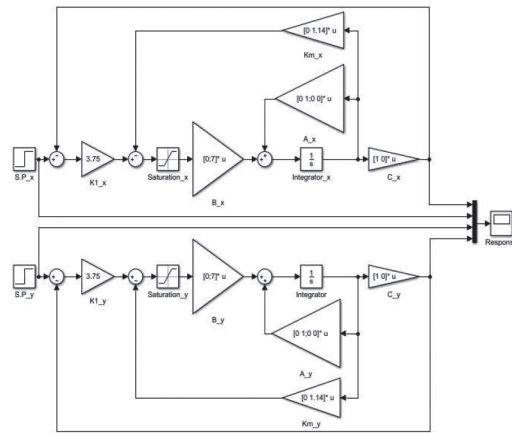 [0 1.14]* u
Km_x
[0 1;0 0]* u
A_x
S.P_x
3.75
K1_x
Saturation_x
[0;7]* u
B_x
1
s
Integrator_x
[1 0]* u
C_x
Respons
S.P_y
3.75
K1_y
Saturation_y
[0;7]* u
B_y
1
s
Integrator
[1 0]* u
C_y
[0 1;0 0]* u
A_y
[0 1.14]* u
Km_y